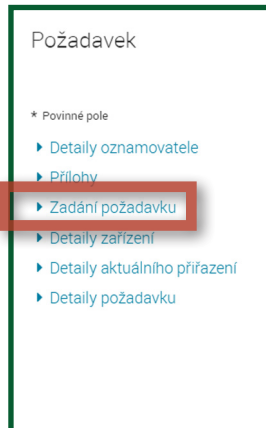 Požadavek
* Povinné pole
Detaily oznamovatele
Přílohy
Zadání požadavku
Detaily zařízení
Detaily aktuálního přiřazení
Detaily požadavku